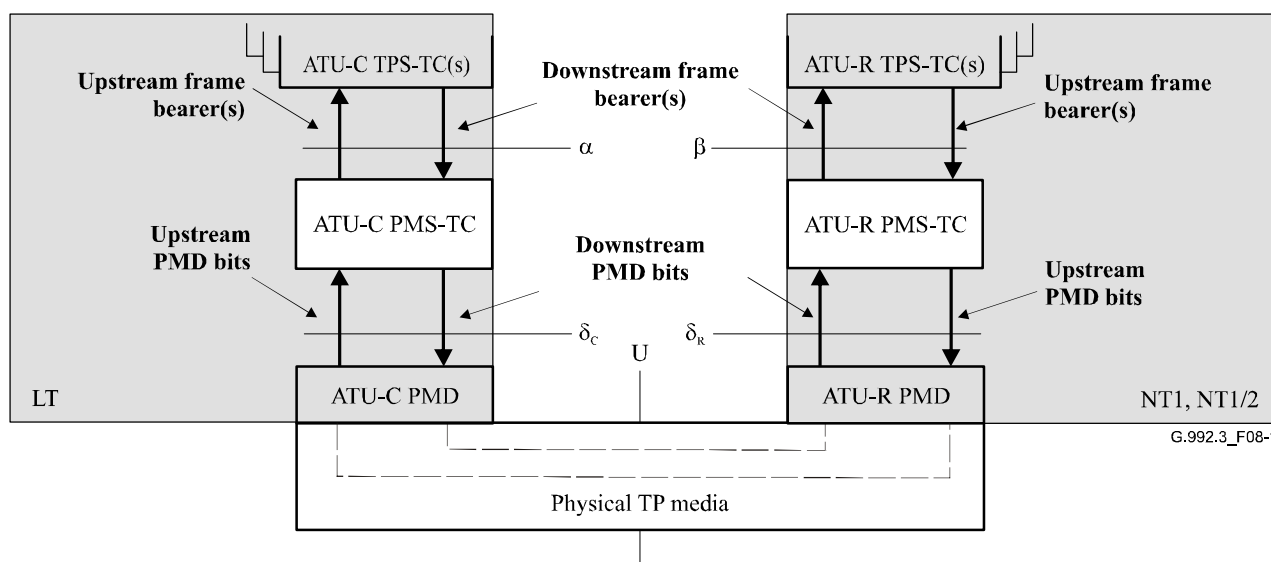 ATU-C TPS-TC(s)
ATU-R TPS-TC(s)
Upstream frame
bearer(s)
Downstream frame
bearer(s)
Upstream frame
bearer(s)
α
β
ATU-C PMS-TC
ATU-R PMS-TC
Upstream
PMD bits
Downstream
PMD bits
Upstream
PMD bits
δC
δR
U
LT
ATU-C PMD
ATU-R PMD
NT1, NT1/2
G.992.3_F08-
Physical TP media